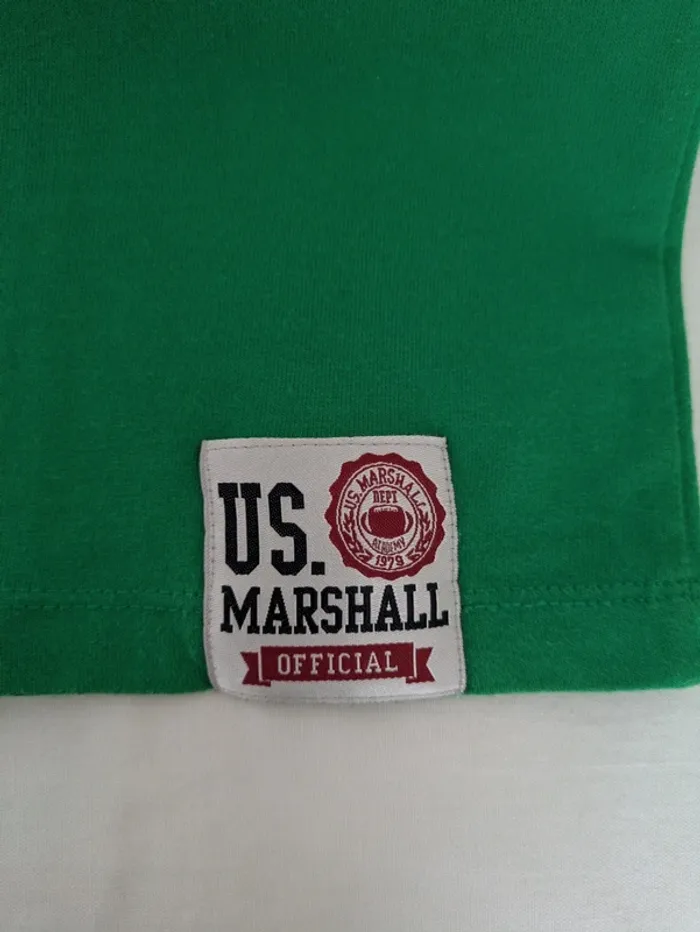 US.
MARSHALL
OFFICIAL
U.S. MARSHALL
DEPT
ACADEMY
1979